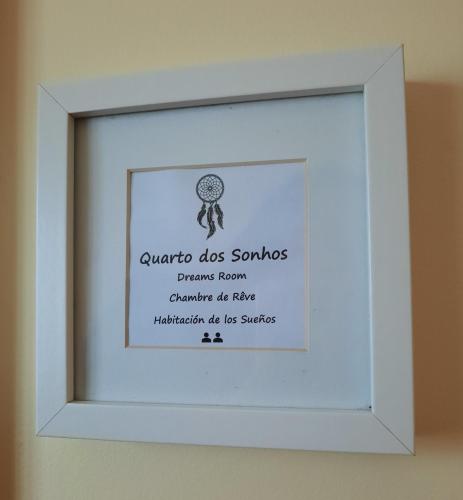 Quarto dos Sonhos
Dreams Room
Chambre de Rêve
Habitación de los Sueños